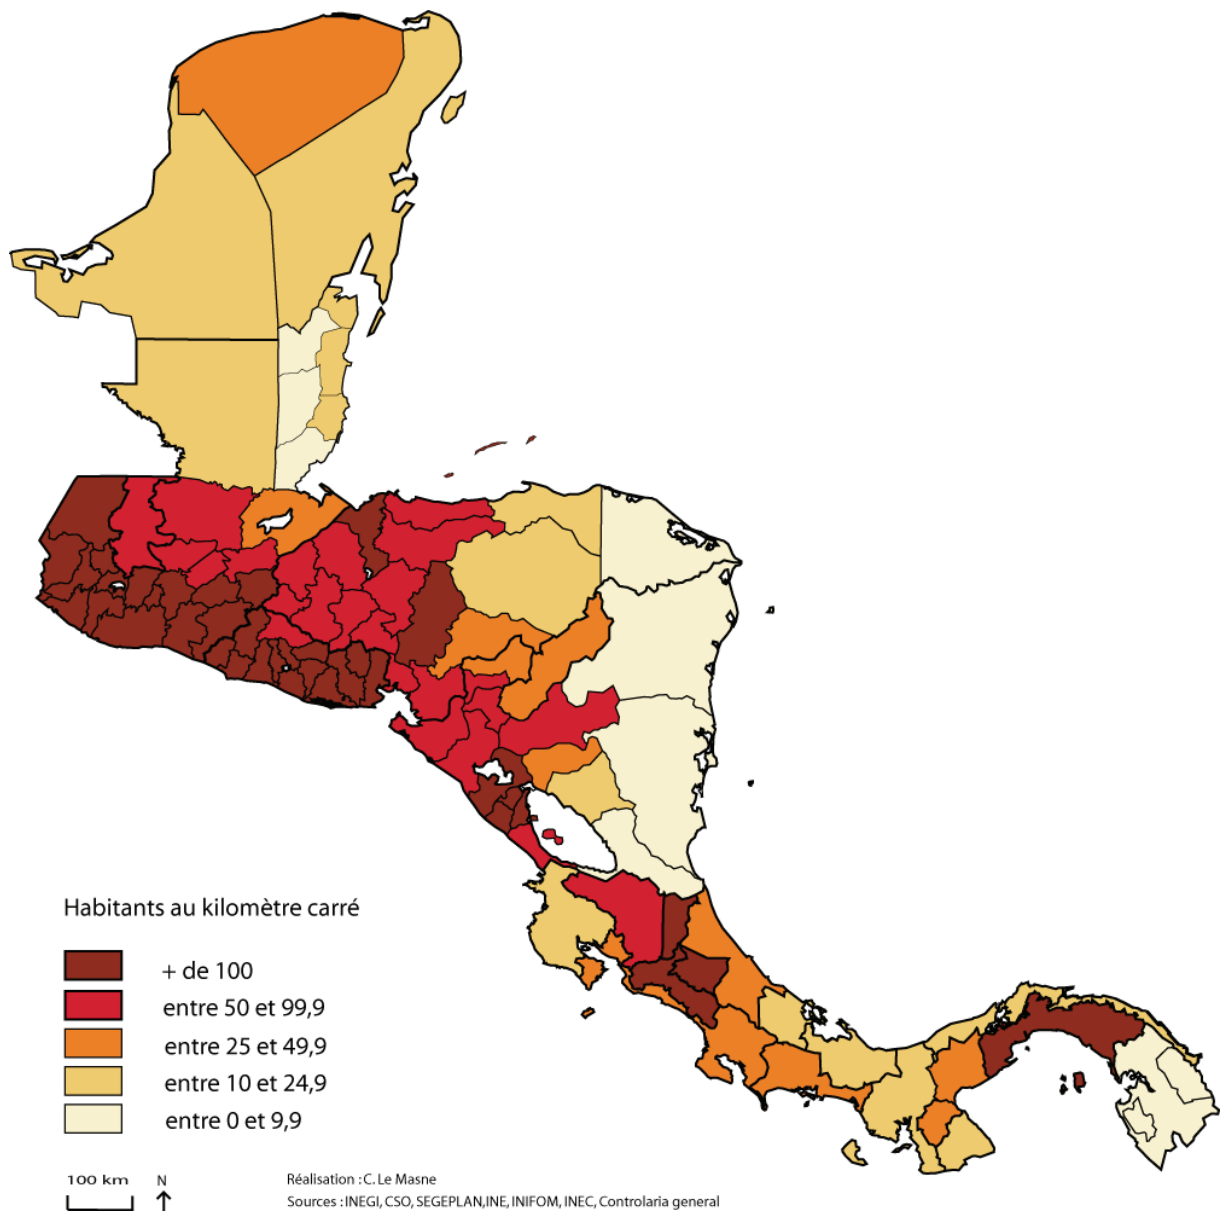 Habitants au kilomètre carré
+ de 100
entre 50 et 99,9
entre 25 et 49,9
entre 10 et 24,9
entre 0 et 9,9
100 km
N
Réalisation : C. Le Masne
Sources : INEGI, CSO, SEGEPLAN,INE, INIFOM, INEC, Controlaria general